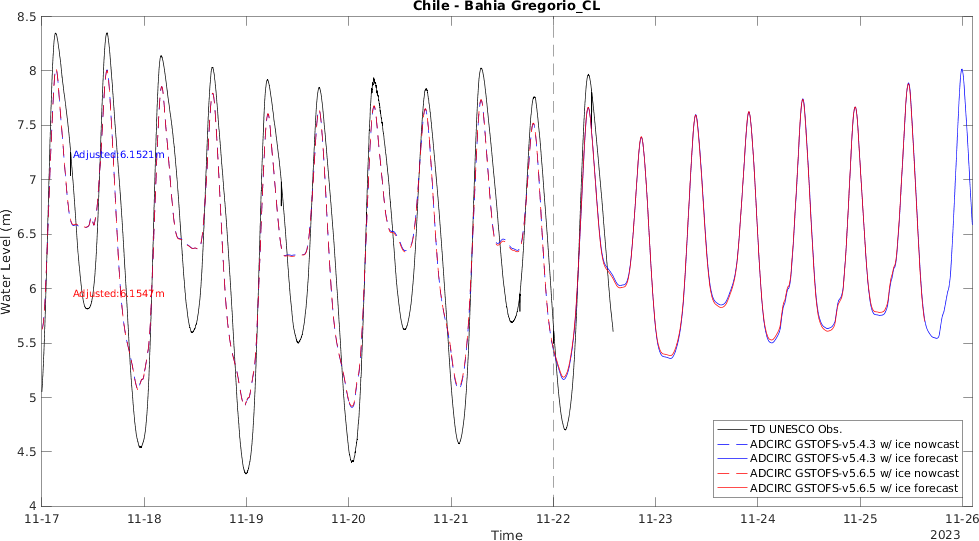 Chile - Bahia Gregorio_CL
8.5
8
7.5
7
6.5
6
5.5
5
4.5
4
Water Level (m)
Adjusted:6.1521m
Adjusted:6.1547m
TD UNESCO Obs.
ADCIRC GSTOFS-v5.4.3 w/ ice nowcast
ADCIRC GSTOFS-v5.4.3 w/ ice forecast
ADCIRC GSTOFS-v5.6.5 w/ ice nowcast
ADCIRC GSTOFS-v5.6.5 w/ ice forecast
11-17 11-18 11-19 11-20 11-21 11-22 11-23 11-24 11-25 11-26
Time
2023